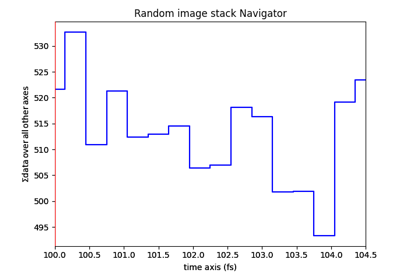 Random image stack Navigator
530
525
520
515
510
505
500
495
Σdata over all other axes
100.0 100.5 101.0 101.5 102.0 102.5 103.0 103.5 104.0 104.5
time axis (fs)